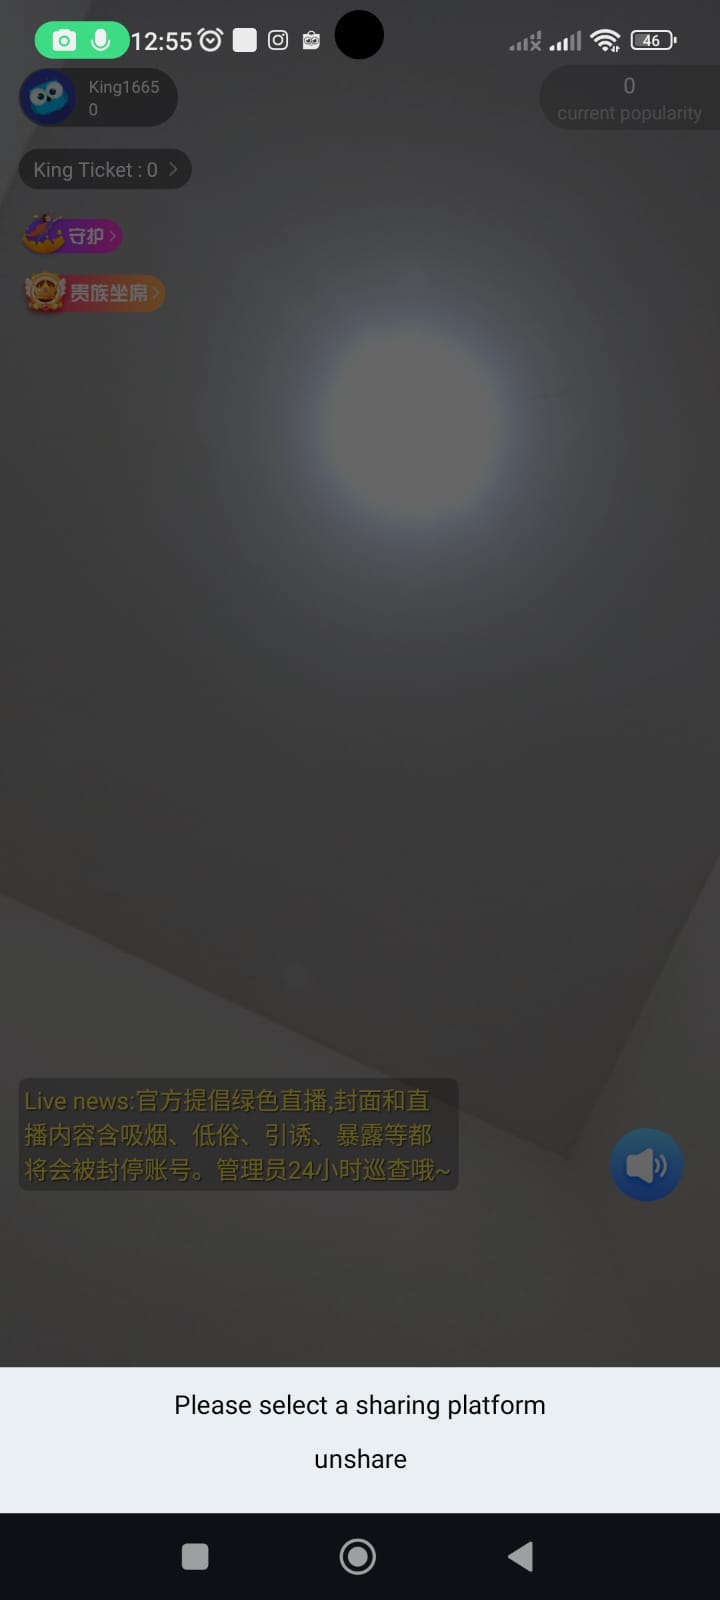 12:55
46
King1665
0
0
current popularity
King Ticket : 0
守护
贵族坐席
Live news:官方提倡绿色直播,封面和直
播内容含吸烟、低俗、引诱、暴露等都
将会被封停账号。管理员24小时巡查哦~
Please select a sharing platform
unshare